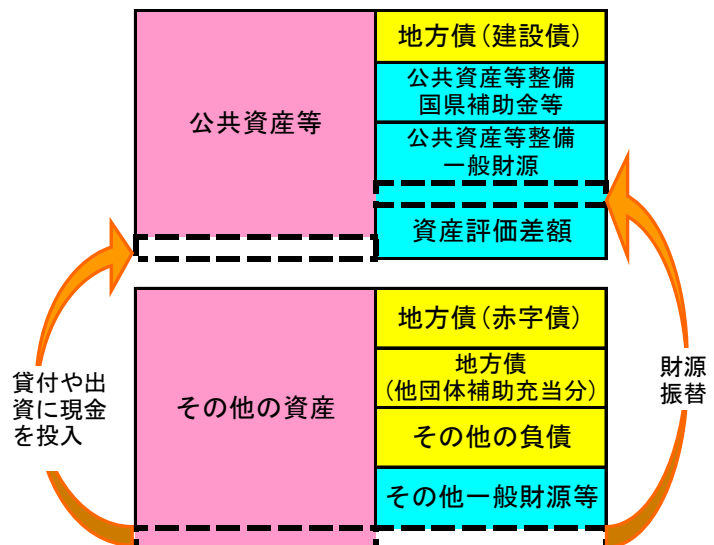 公共資産等
地方債（建設債）
公共資産等整備
国県補助金等
公共資産等整備
一般財源
資産評価差額
その他の資産
地方債（赤字債）
地方債
（他団体補助充当分）
その他の負債
その他一般財源等
貸付や出
資に現金
を投入
財源
振替